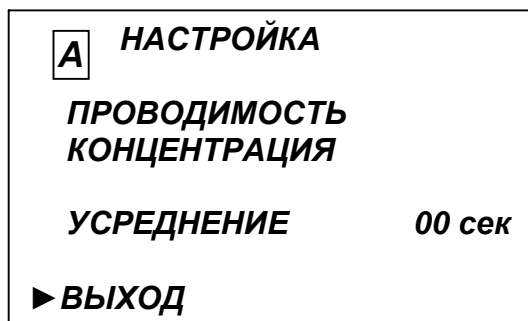 А НАСТРОЙКА
ПРОВОДИМОСТЬ
КОНЦЕНТРАЦИЯ
УСРЕДНЕНИЕ 00 сек
►ВЫХОД